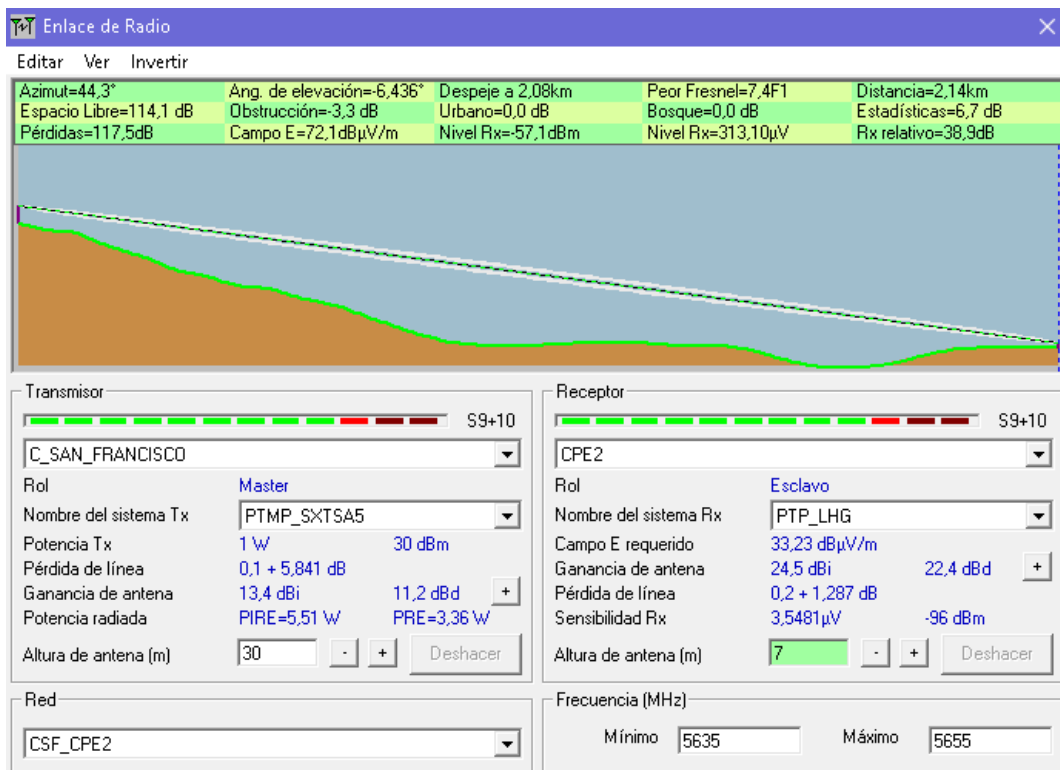 Enlace de Radio
Editar Ver Invertir
Azimut=44,3° Ang. de elevación=-6,436° Despeje a 2,08km Peor Fresnel=7,4F1 Distancia=2,14km
Espacio Libre=114,1 dB Obstrucción=-3,3 dB Urbano=0,0 dB Bosque=0,0 dB Estadísticas=6,7 dB
Pérdidas=117,5dB Campo E=72,1dBµV/m Nivel Rx=-57,1dBm Nivel Rx=313,10µV Rx relativo=38,9dB
Transmisor
S9+10
C_SAN_FRANCISCO
Rol Master
Nombre del sistema Tx PTMP_SXTSA5
Potencia Tx 1 W 30 dBm
Pérdida de línea 0,1 + 5,841 dB
Ganancia de antena 13,4 dBi 11,2 dBd +
Potencia radiada PIRE=5,51 W PRE=3,36 W
Altura de antena (m) 30 - + Deshacer
Receptor
S9+10
CPE2
Rol Esclavo
Nombre del sistema Rx PTP_LHG
Campo E requerido 33,23 dBµV/m
Ganancia de antena 24,5 dBi 22,4 dBd +
Pérdida de línea 0,2 + 1,287 dB
Sensibilidad Rx 3,5481µV -96 dBm
Altura de antena (m) 7 - + Deshacer
Red
CSF_CPE2
Frecuencia (MHz)
Mínimo 5635 Máximo 5655